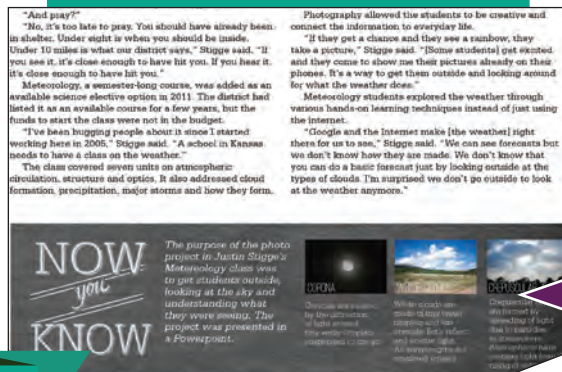 "And pray?"
"No, it's too late to pray. You should have already been
in shelter. Under eight is when you should be inside.
Under 10 miles is what our district says," Stigge said. "If
you see it, it's close enough to have hit you. If you hear it,
it's close enough to have hit you."
Meteorology, a semester-long course, was added as an
available science elective option in 2011. The district had
listed it as an available course for a few years, but the
funds to start the class were not in the budget.
"I've been bugging people about it since I started
working here in 2005," Stigge said. "A school in Kansas
needs to have a class on the weather."
The class covered seven units on atmospheric
circulation, structure and optics. It also addressed cloud
formation, precipitation, major storms and how they form.
Photography allowed the students to be creative and
connect the information to everyday life.
"If they get a chance and they see a rainbow, they
take a picture," Stigge said. "[Some students] get excited
and they come to show me their pictures already on their
phones. It's a way to get them outside and looking around
for what the weather does."
Meteorology students explored the weather through
various hands-on learning techniques instead of just using
the internet.
"Google and the Internet make [the weather] right
there for us to see," Stigge said. "We can see forecasts but
we don't know how they are made. We don't know that
you can do a basic forecast just by looking outside at the
types of clouds. I'm surprised we don't go outside to look
at the weather anymore."
NOW
you
KNOW
The purpose of the photo
project in Justin Stigge's
Metereology class was
to get students outside,
looking at the sky and
understanding what
they were seeing. The
project was presented in
a Powerpoint.
CORONA
by the diffraction
of light around
White clouds are